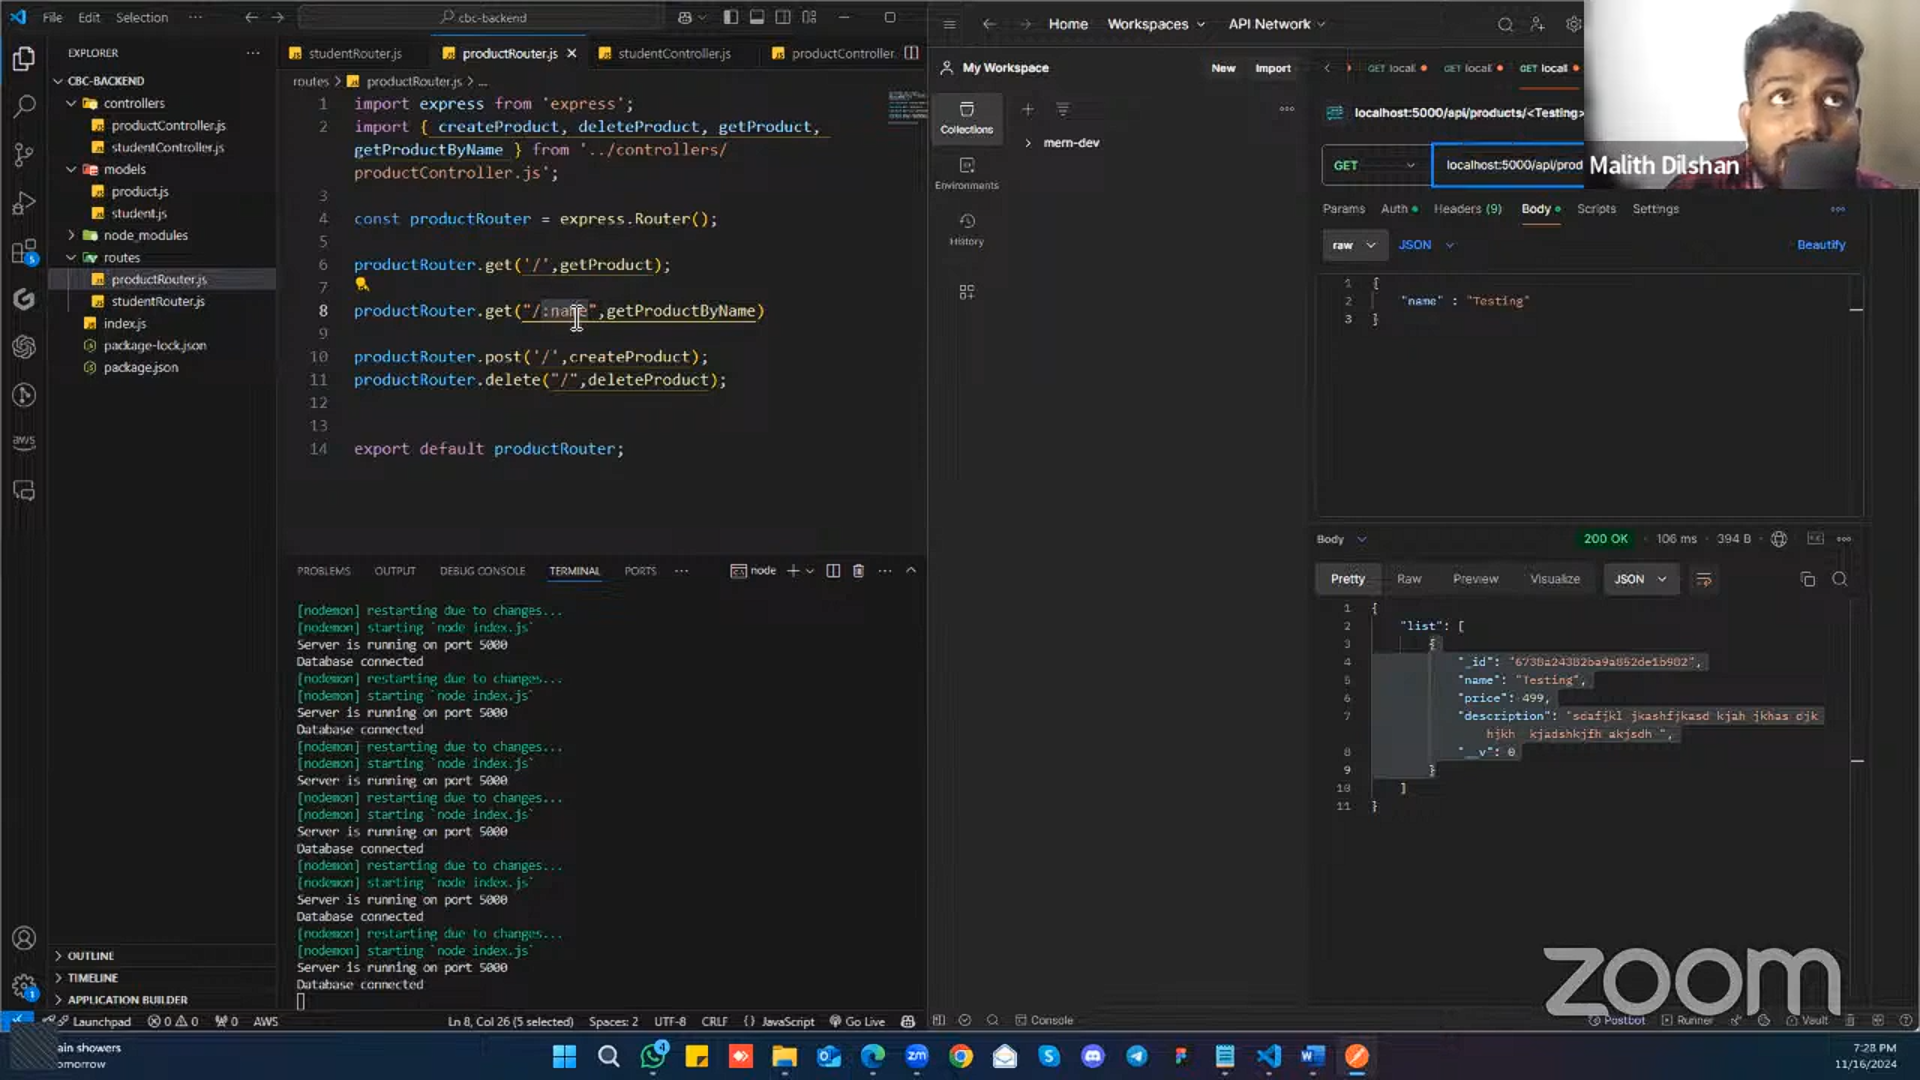 File Edit Selection ... cbc-backend
EXPLORER ...
CBC-BACKEND
controllers
productController.js
studentController.js
models
product.js
student.js
node_modules
routes
productRouter.js
studentRouter.js
index.js
package-lock.json
package.json
OUTLINE
TIMELINE
APPLICATION BUILDER
aws
studentRouter.js productRouter.js studentController.js productController.
routes > productRouter.js > ...
1 import express from 'express';
2 import { createProduct, deleteProduct, getProduct,
getProductByName } from '../controllers/
productController.js';
3
4 const productRouter = express.Router();
5
6 productRouter.get('/',getProduct);
7
8 productRouter.get("/:name",getProductByName)
9
10 productRouter.post('/',createProduct);
11 productRouter.delete("/",deleteProduct);
12
13
14 export default productRouter;
PROBLEMS OUTPUT DEBUG CONSOLE TERMINAL PORTS ... node
[nodemon] restarting due to changes...
[nodemon] starting `node index.js`
Server is running on port 5000
Database connected
[nodemon] restarting due to changes...
[nodemon] starting `node index.js`
Server is running on port 5000
Database connected
[nodemon] restarting due to changes...
[nodemon] starting `node index.js`
Server is running on port 5000
[nodemon] restarting due to changes...
[nodemon] starting `node index.js`
Server is running on port 5000
Database connected
[nodemon] restarting due to changes...
[nodemon] starting `node index.js`
Server is running on port 5000
Database connected
[nodemon] restarting due to changes...
[nodemon] starting `node index.js`
Server is running on port 5000
Database connected
Launchpad 0 0 0 AWS Ln 8, Col 26 (5 selected) Spaces: 2 UTF-8 CRLF {} JavaScript Go Live
Home Workspaces API Network
My Workspace New Import
Collections
Environments
History
mern-dev
GET local GET local GET local
localhost:5000/api/products/<Testing>
GET localhost:5000/api/prod
Malith Dilshan
Params Auth Headers (9) Body Scripts Settings
raw JSON Beautify
1 {
2 "name" : "Testing"
3 }
Body 200 OK 106 ms 394 B
Pretty Raw Preview Visualize JSON
1 {
2 "list": [
3 {
4 "_id": "6738a24382ba9a852de1b982",
5 "name": "Testing",
6 "price": 499,
7 "description": "sdafjkl jkashfjkasd kjah jkhas djk
hjkh kjadshkjfh akjsdh ",
8 "__v": 0
9 }
10 ]
11 }
zoom
Console Postbot Runner Vault
ain showers
omorrow
7:28 PM
11/16/2024